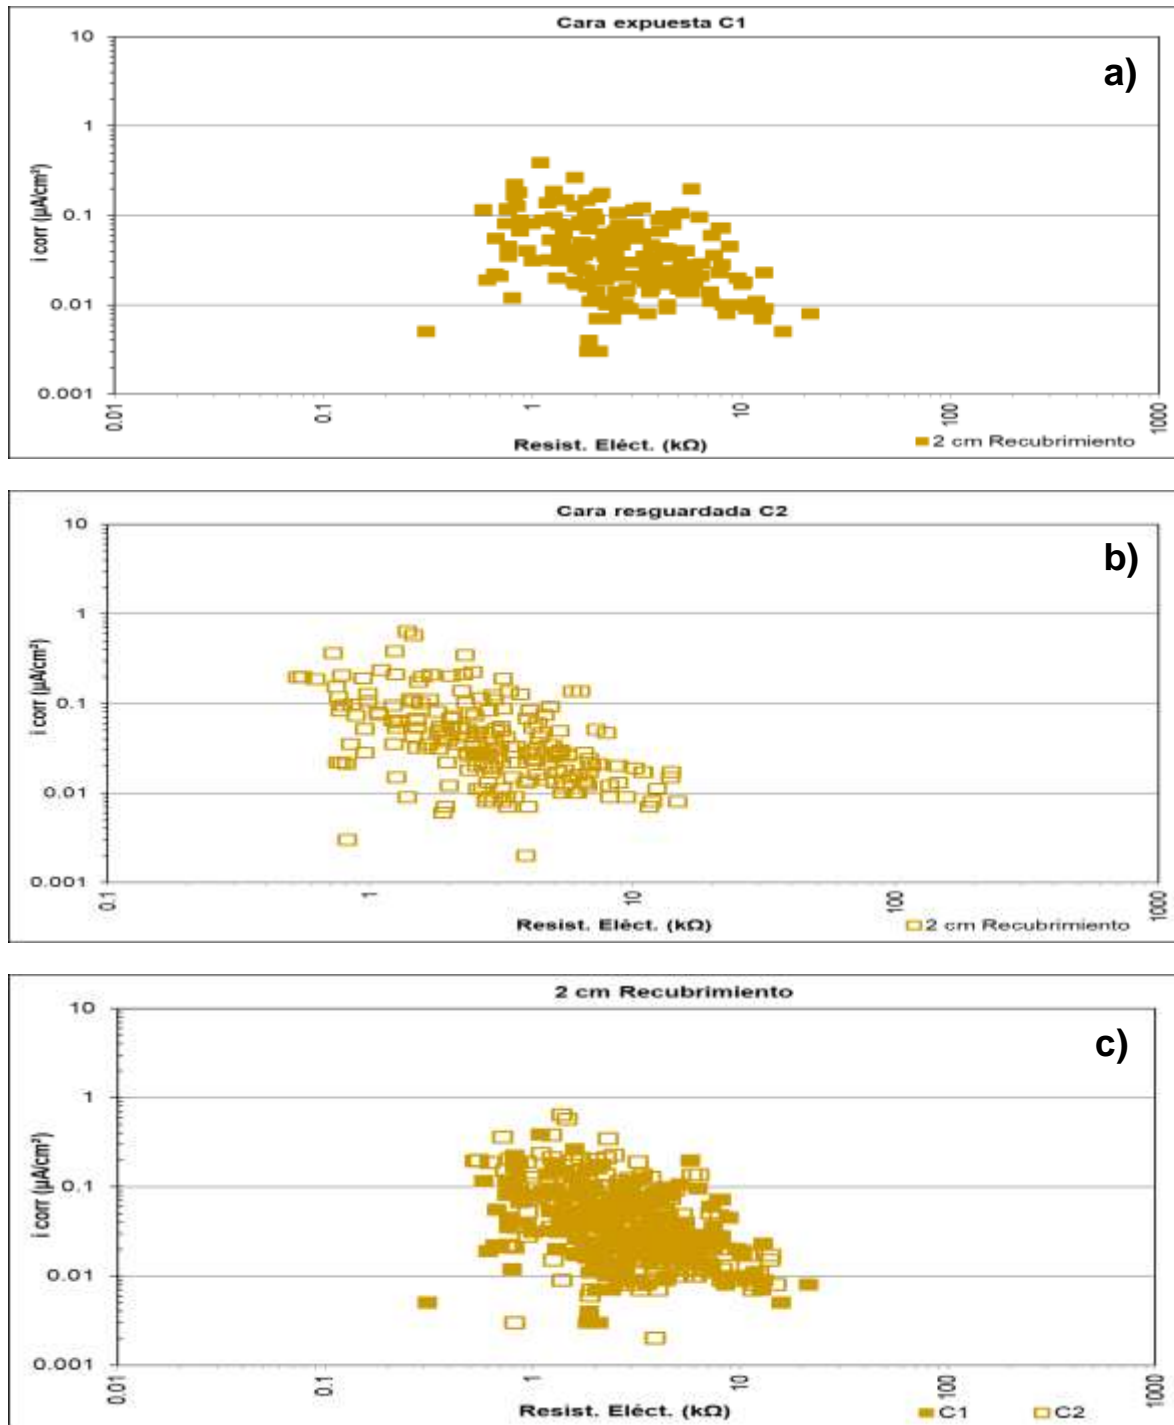 Cara expuesta C1
a)
10
1
0.1
0.01
0.001
i corr (µA/cm²)
0.01
0.1
1
10
100
1000
Resist. Eléct. (kΩ)
2 cm Recubrimiento
Cara resguardada C2
b)
10
1
0.1
0.01
0.001
i corr (µA/cm²)
0.1
1
10
100
1000
Resist. Eléct. (kΩ)
2 cm Recubrimiento
2 cm Recubrimiento
c)
10
1
0.1
0.01
0.001
i corr (µA/cm²)
0.01
0.1
1
10
100
1000
Resist. Eléct. (kΩ)
C1
C2